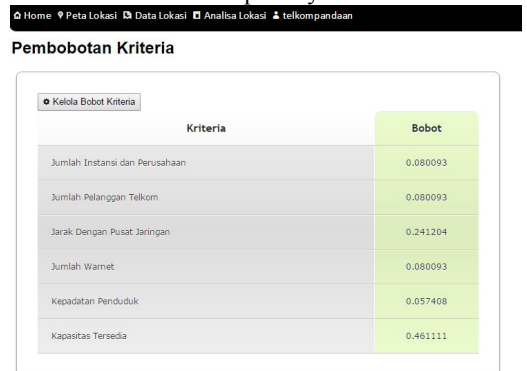 Home Peta Lokasi Data Lokasi Analisa Lokasi telkompandaan
Pembobotan Kriteria
Kelola Bobot Kriteria
Kriteria Bobot
Jumlah Instansi dan Perusahaan 0.080093
Jumlah Pelanggan Telkom 0.080093
Jarak Dengan Pusat Jaringan 0.241204
Jumlah Warnet 0.080093
Kepadatan Penduduk 0.057408
Kapasitas Tersedia 0.461111